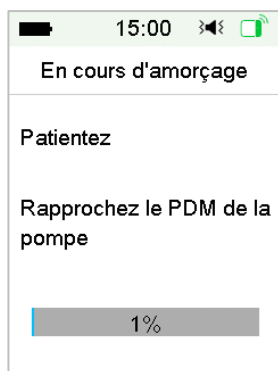 15:00
En cours d'amorçage
Patientez
Rapprochez le PDM de la
pompe
1%